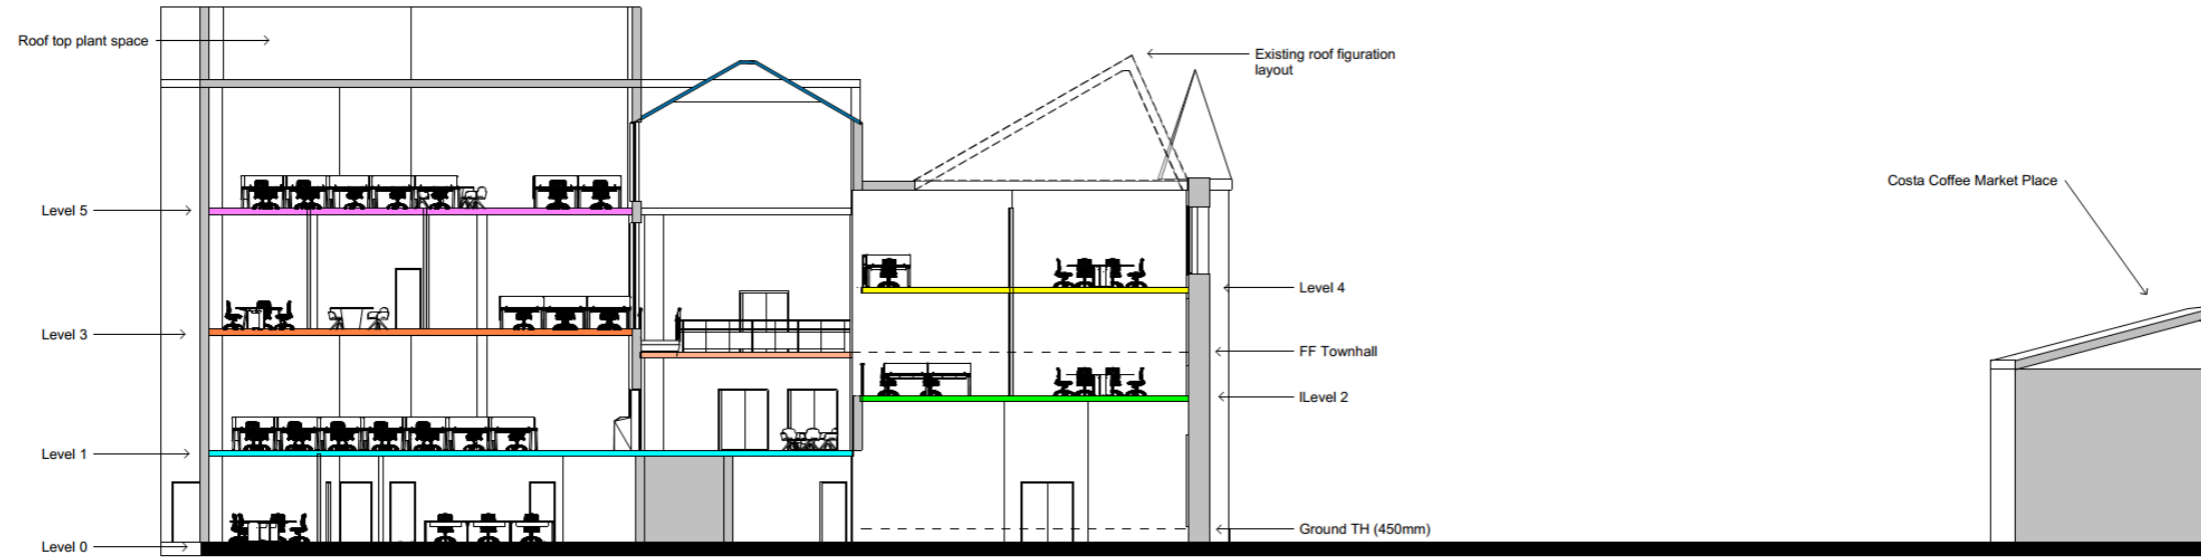 Roof top plant space
Existing roof figuration
layout
Costa Coffee Market Place
Level 5
Level 4
Level 3
FF Townhall
lLevel 2
Level 1
Ground TH (450mm)
Level 0